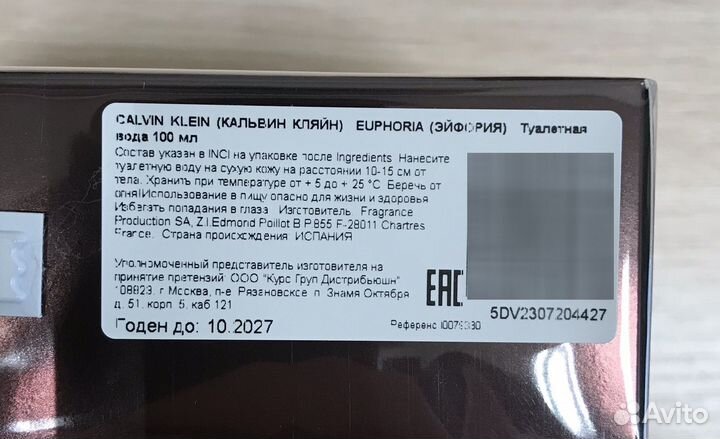 CALVIN KLEIN (КАЛЬВИН КЛЯЙН) EUPHORIA (ЭЙФОРИЯ) Туалетная
вода 100 мл
Состав указан в INCI на упаковке после Ingredients. Нанесите
туалетную воду на сухую кожу на расстоянии 10-15 см от
тела. Хранить при температуре от + 5 до + 25 °C. Беречь от
огня!Использование в пищу опасно для жизни и здоровья.
Избегать попадания в глаза. Изготовитель: Fragrance
Production SA, Z.I.Edmond Poillot B.P855 F-28011 Chartres
France. Страна происхождения: ИСПАНИЯ
Уполномоченный представитель изготовителя на
принятие претензий: ООО "Курс Груп Дистрибьюшн"
108823, г Москва, п-е. Рязановское, п. Знамя Октября
д. 51, корп. 5, каб 121
EAC
5DV2307204427
Годен до: 10.2027
Референс:
Avito